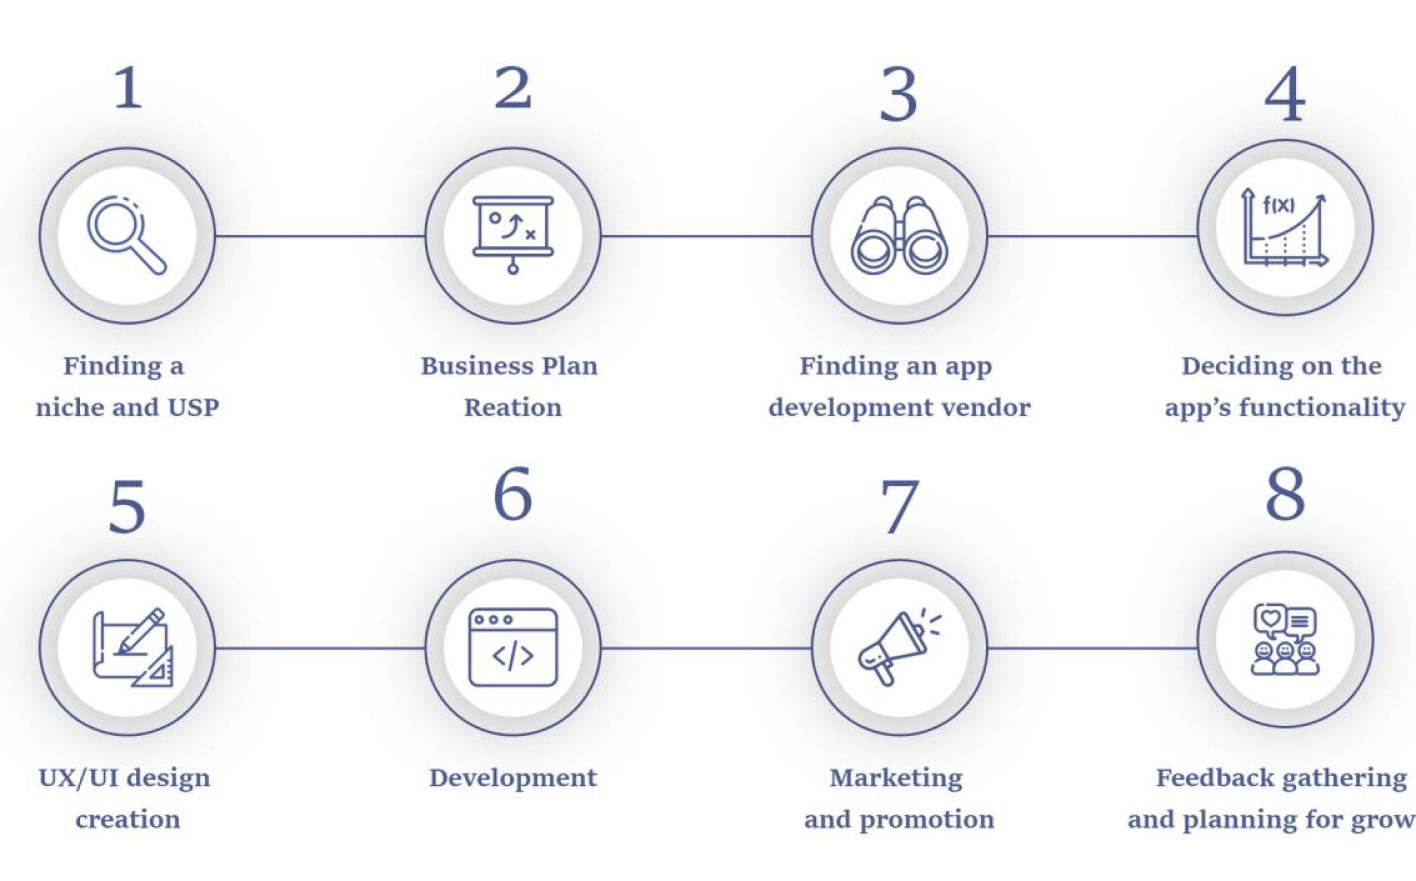 1
2
3
4
Finding a
niche and USP
Business Plan
Reation
Finding an app
development vendor
f(x)
Deciding on the
app's functionality
5
6
7
8
UX/UI design
creation
</>
Development
Marketing
and promotion
Feedback gathering
and planning for grow